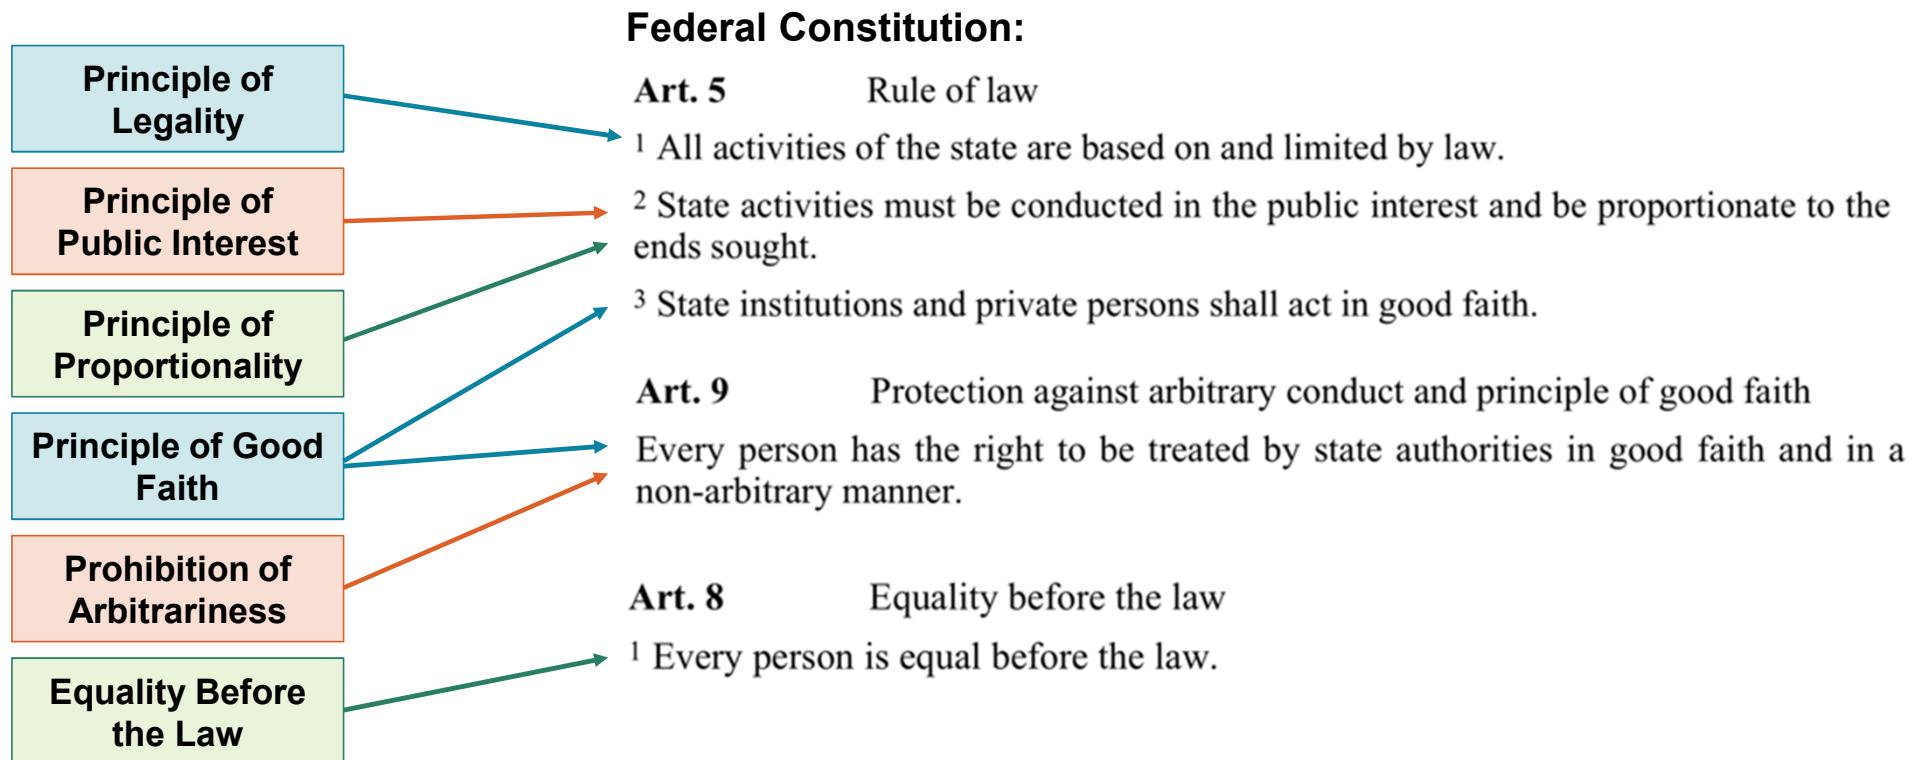 Federal Constitution:
Principle of
Legality
Principle of
Public Interest
Principle of
Proportionality
Principle of Good
Faith
Prohibition of
Arbitrariness
Equality Before
the Law
Art. 5 Rule of law
1 All activities of the state are based on and limited by law.
2 State activities must be conducted in the public interest and be proportionate to the
ends sought.
3 State institutions and private persons shall act in good faith.
Art. 9 Protection against arbitrary conduct and principle of good faith
Every person has the right to be treated by state authorities in good faith and in a
non-arbitrary manner.
Art. 8 Equality before the law
1 Every person is equal before the law.